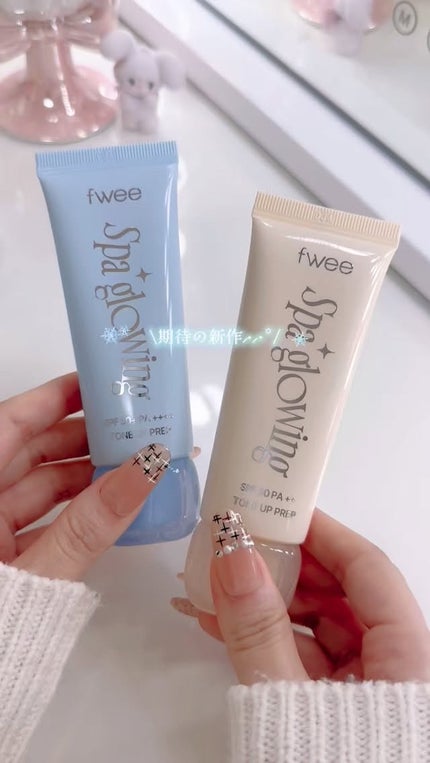 fwee
Spa glowing
TONE UP PREP
fwee
Spa glowing
TONE UP PREP
\期待の新作⸝⸝°/
M